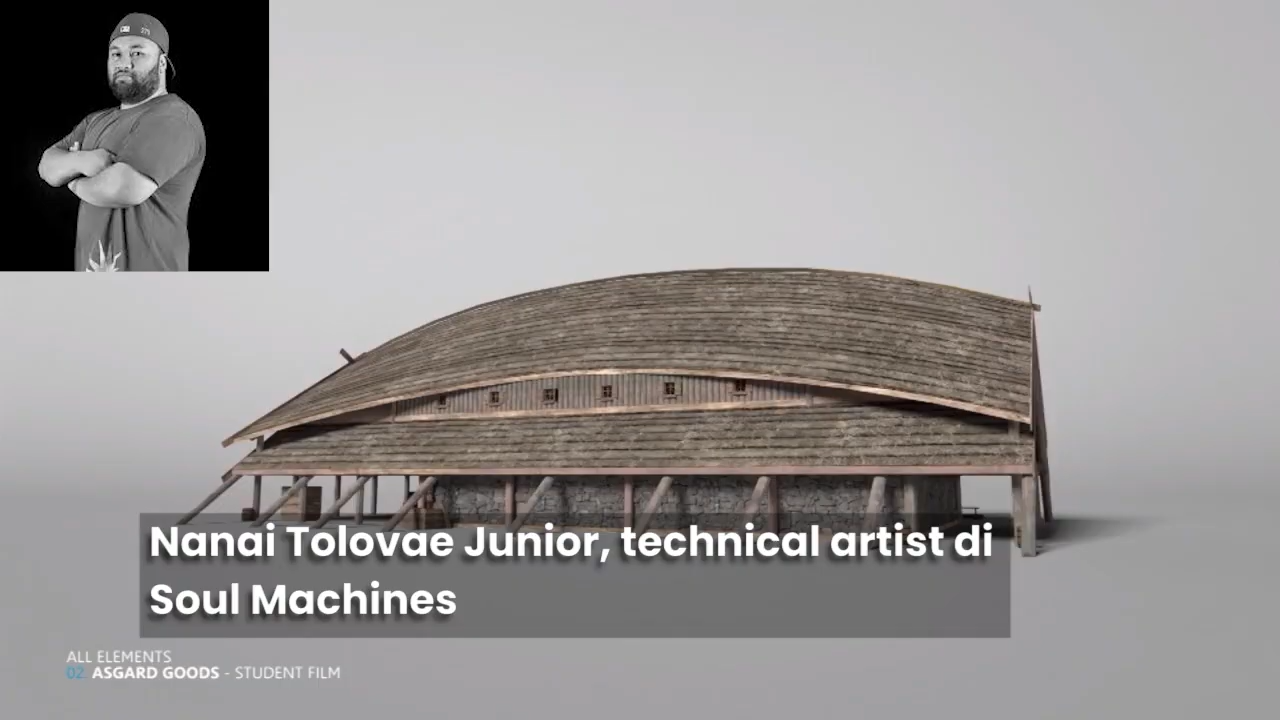 Nanai Tolovae Junior, technical artist di
Soul Machines
ALL ELEMENTS
02. ASGARD GOODS - STUDENT FILM